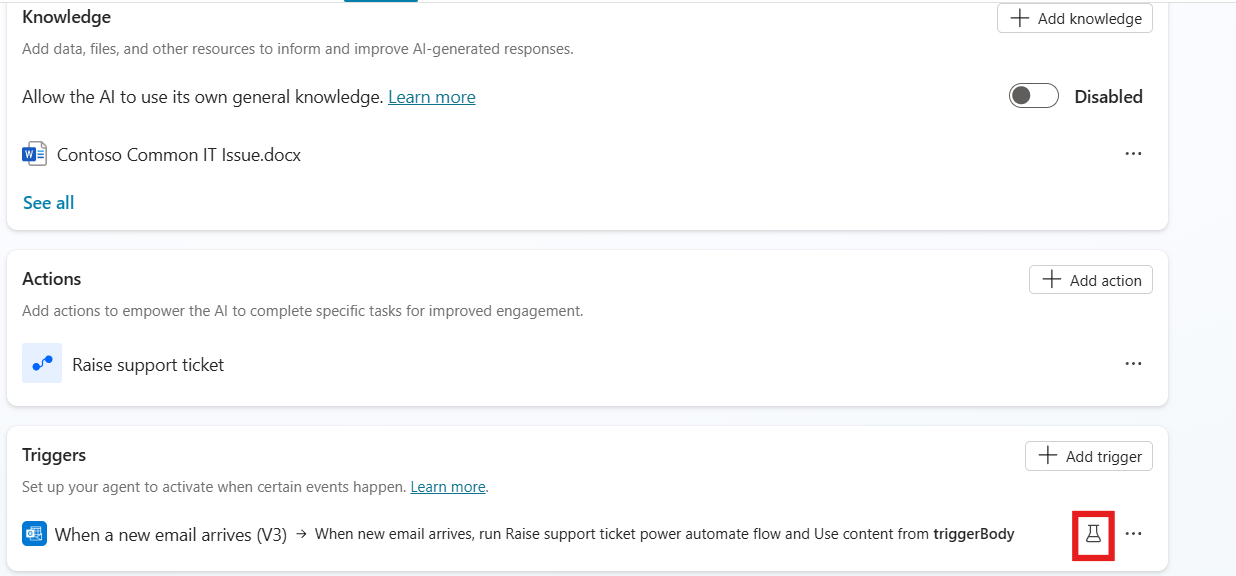 Knowledge
Add knowledge
Add data, files, and other resources to inform and improve AI-generated responses.
Allow the AI to use its own general knowledge. Learn more
Disabled
Contoso Common IT Issue.docx
See all
Actions
Add action
Add actions to empower the AI to complete specific tasks for improved engagement.
Raise support ticket
Triggers
Add trigger
Set up your agent to activate when certain events happen. Learn more.
When a new email arrives (V3) → When new email arrives, run Raise support ticket power automate flow and Use content from triggerBody